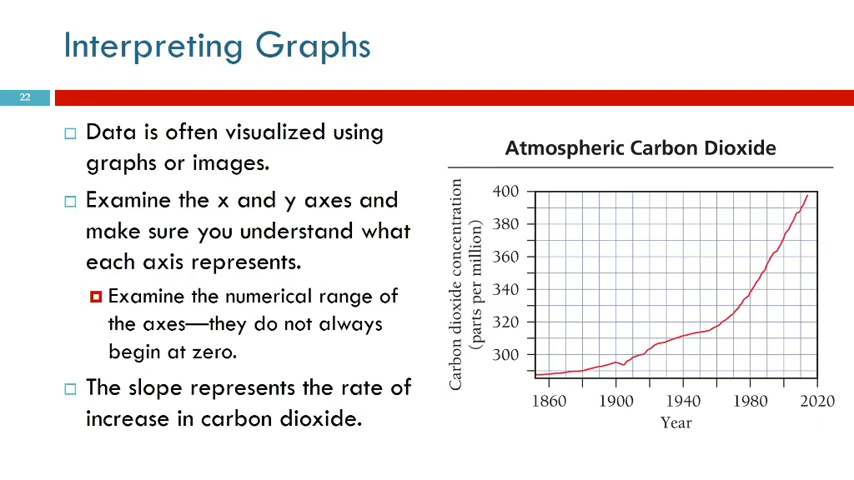 Interpreting Graphs
22
Data is often visualized using
graphs or images.
Examine the x and y axes and
make sure you understand what
each axis represents.
Examine the numerical range of
the axes—they do not always
begin at zero.
The slope represents the rate of
increase in carbon dioxide.
Atmospheric Carbon Dioxide
Carbon dioxide concentration
(parts per million)
400
380
360
340
320
300
1860 1900 1940 1980 2020
Year